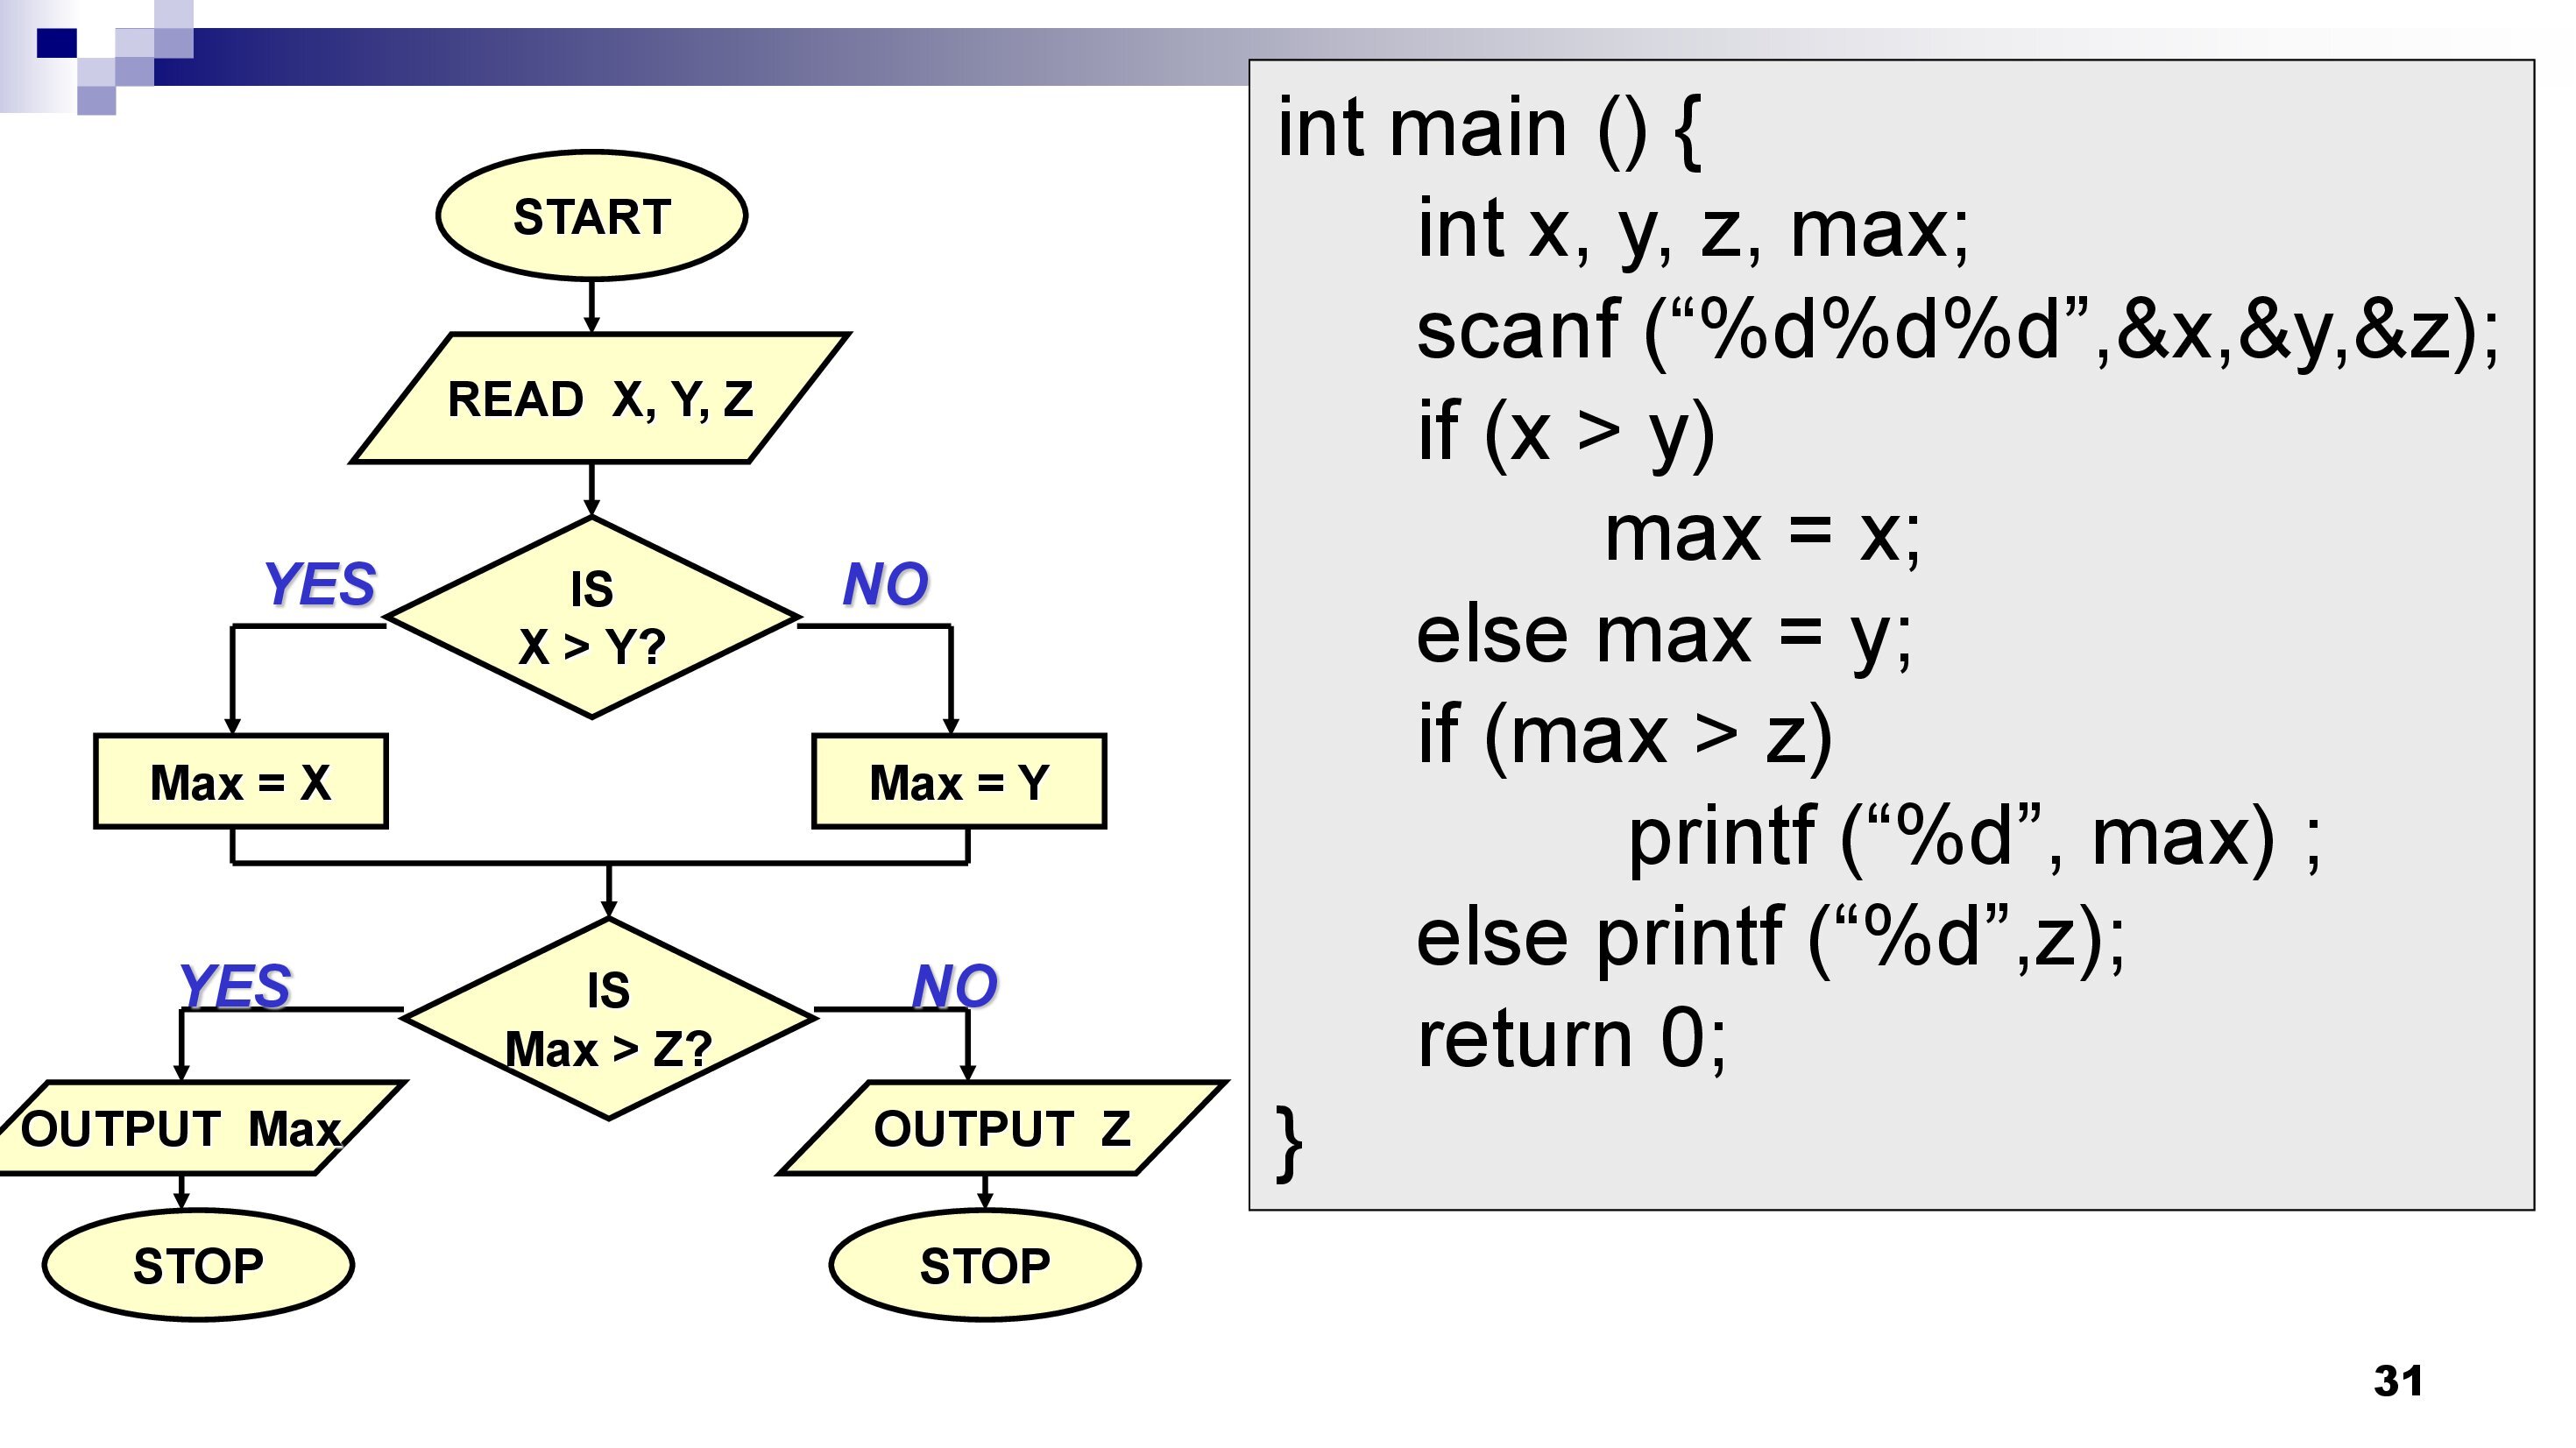 START
READ  X, Y, Z
YES
IS
X > Y?
NO
Max = X
Max = Y
YES
IS
Max > Z?
NO
OUTPUT  Max
OUTPUT  Z
STOP
STOP
int main () {
int x, y, z, max;
scanf (“%d%d%d”,&x,&y,&z);
if (x > y)
max = x;
else max = y;
if (max > z)
printf (“%d”, max) ;
else printf (“%d”,z);
return 0;
}
31